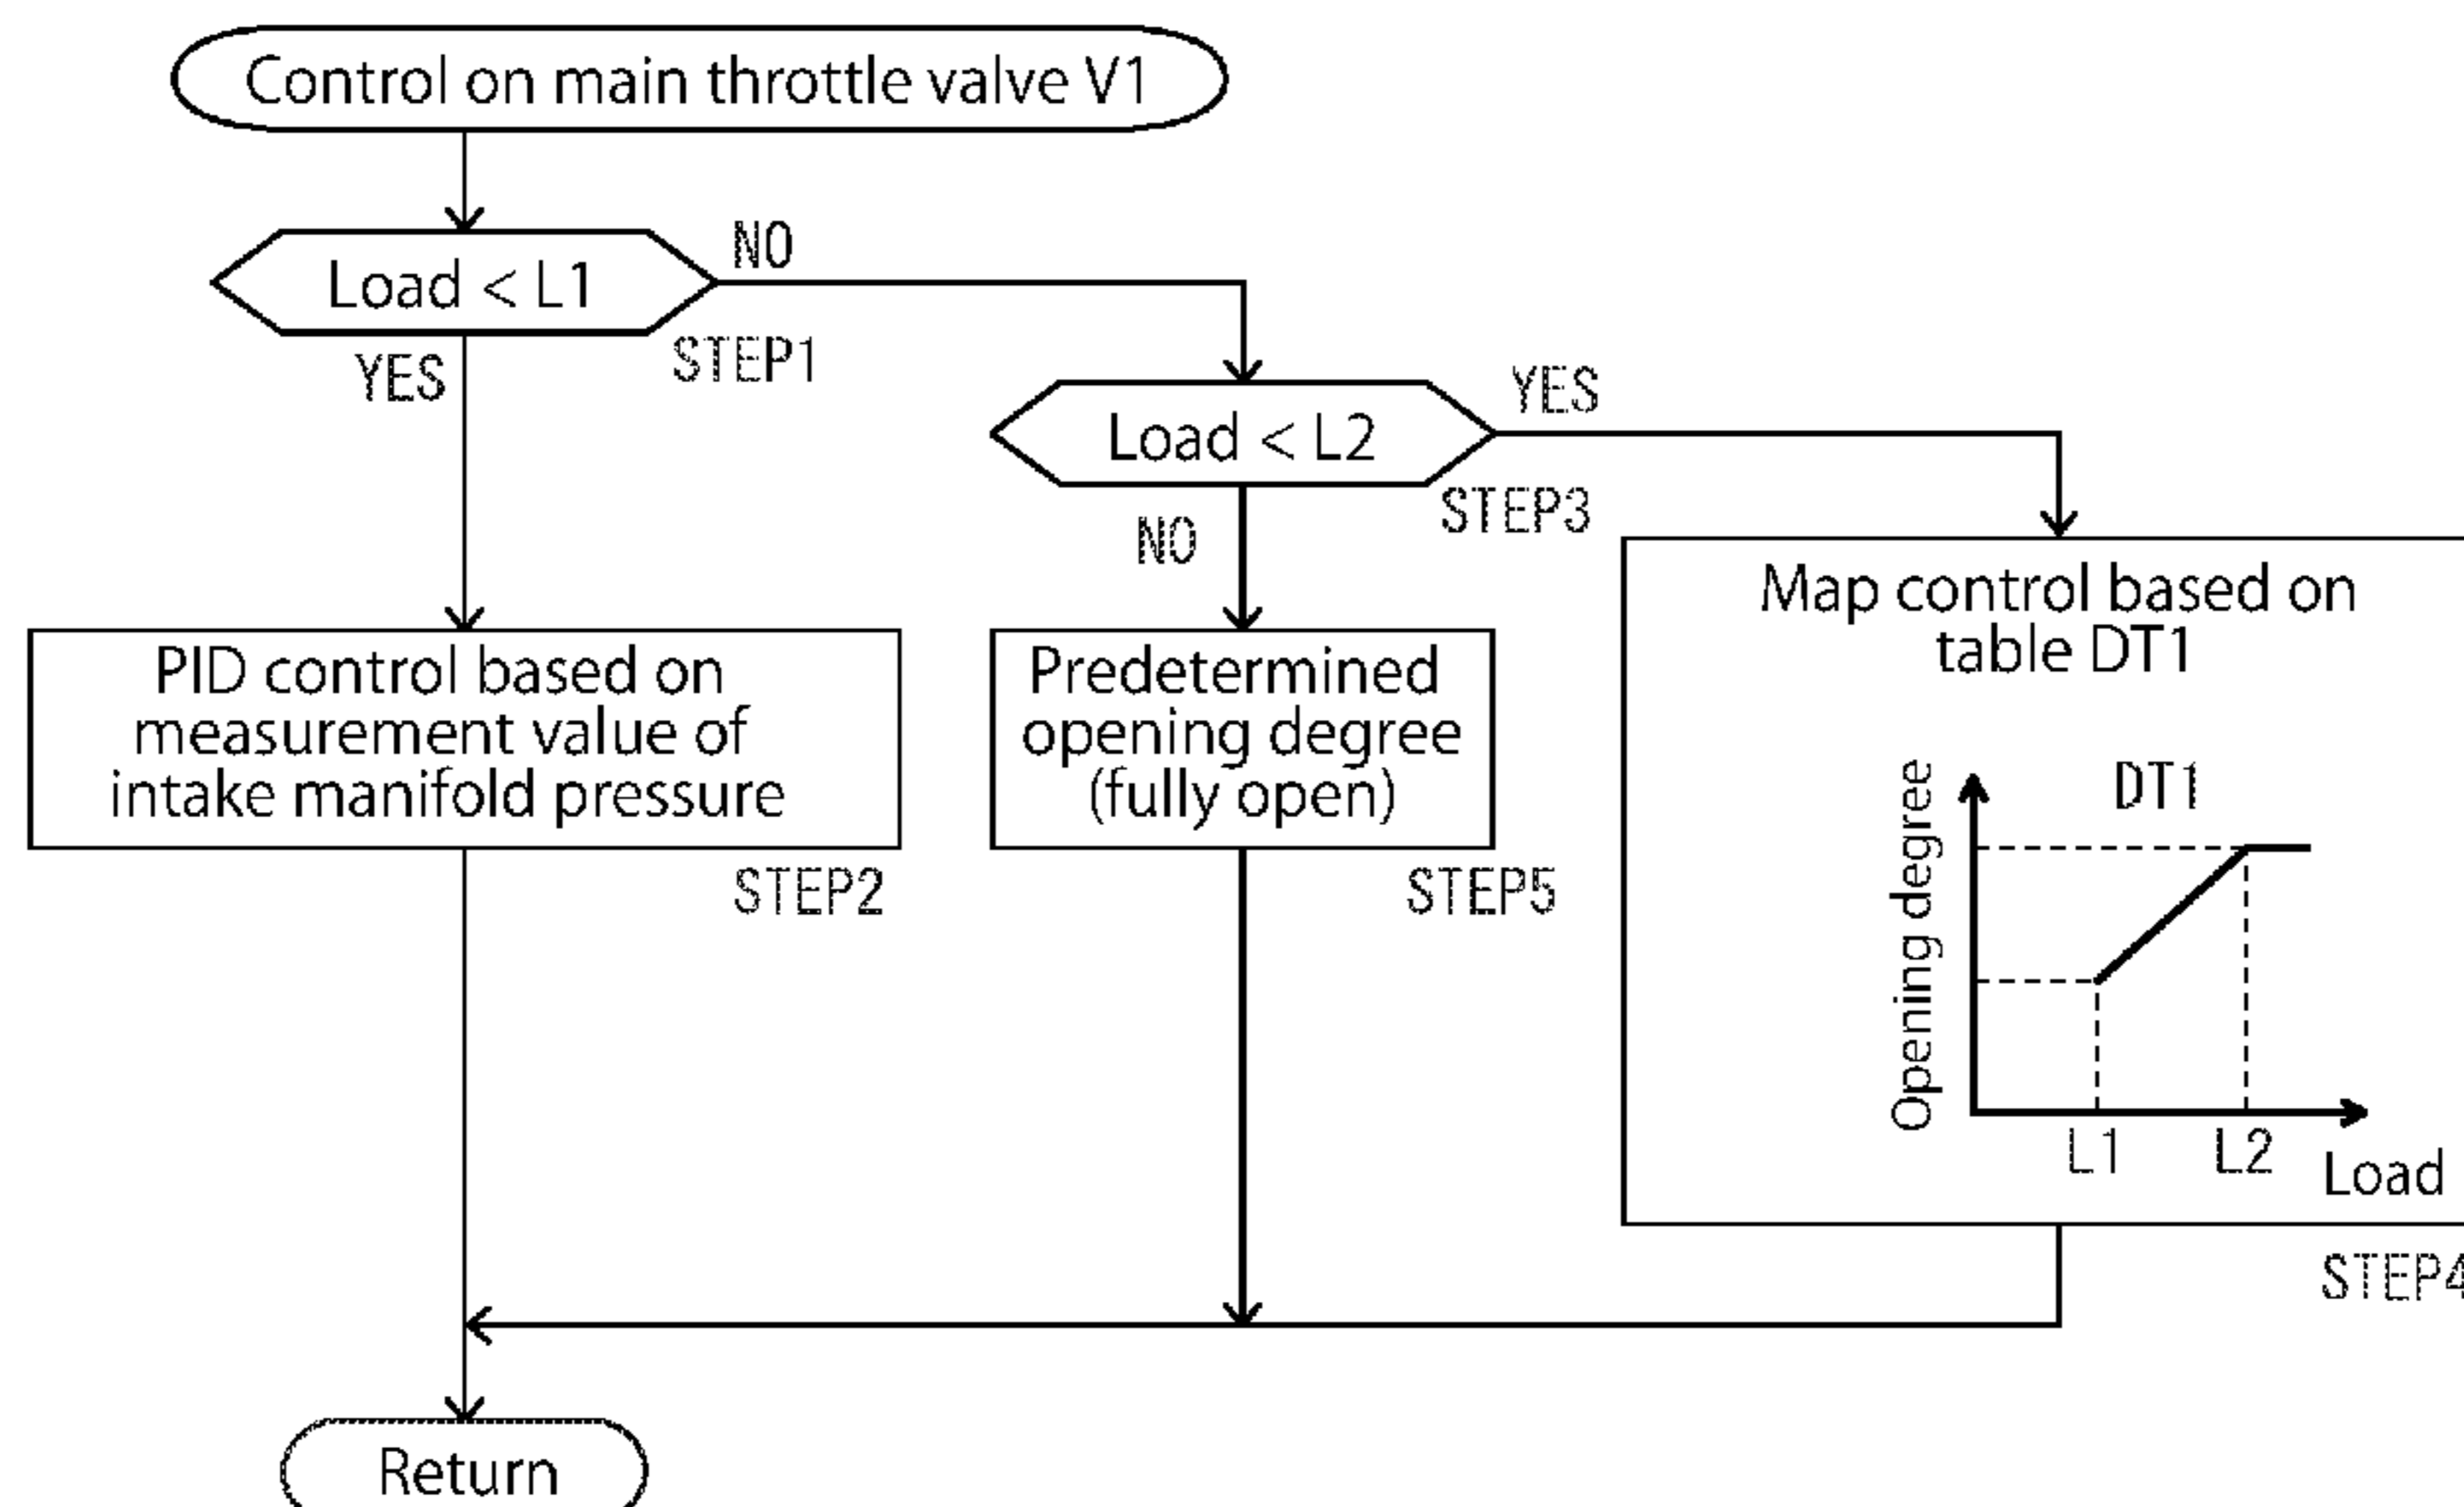 Control on main throttle valve V1
NO
Load < L1
STEP1
YES
YES
Load < L2
STEP3
NO
PID control based on
measurement value of
intake manifold pressure
STEP2
Predetermined
opening degree
(fully open)
STEP5
Map control based on
table DT1
DT1
Opening degree
L1
L2
Load
STEP4
Return